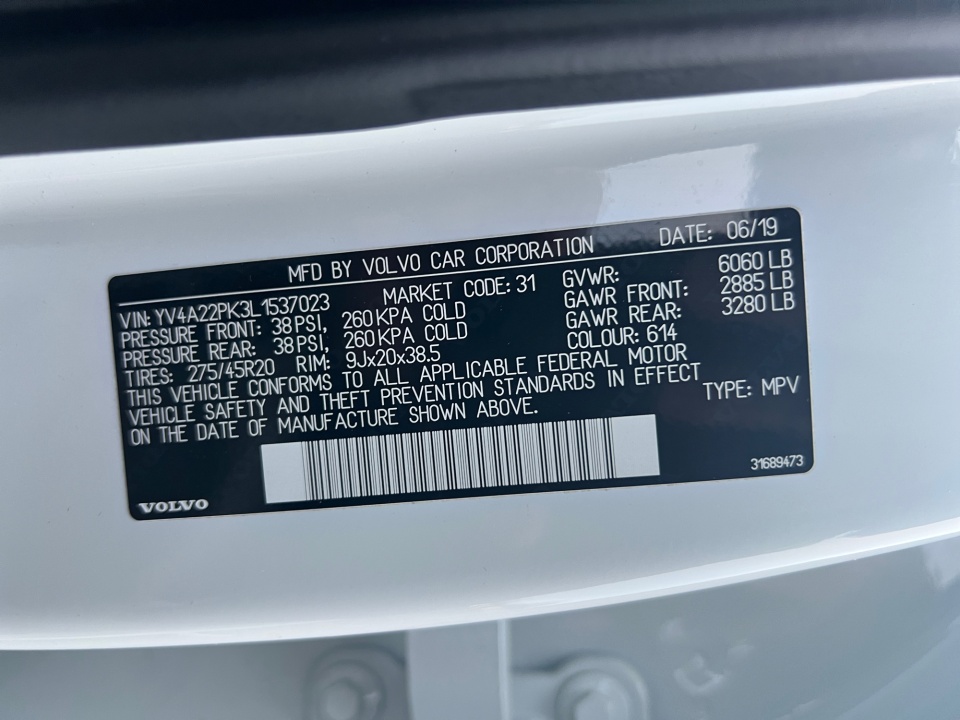 MFD BY VOLVO CAR CORPORATION DATE: 06/19
VIN: YV4A22PK3L1537023 MARKET CODE: 31 GVWR: 6060 LB
PRESSURE FRONT: 38 PSI, 260 KPA COLD GAWR FRONT: 2885 LB
PRESSURE REAR: 38 PSI, 260 KPA COLD GAWR REAR: 3280 LB
TIRES: 275/45R20 RIM: 9Jx20x38.5 COLOUR: 614
THIS VEHICLE CONFORMS TO ALL APPLICABLE FEDERAL MOTOR
VEHICLE SAFETY AND THEFT PREVENTION STANDARDS IN EFFECT
ON THE DATE OF MANUFACTURE SHOWN ABOVE. TYPE: MPV
31689473
VOLVO